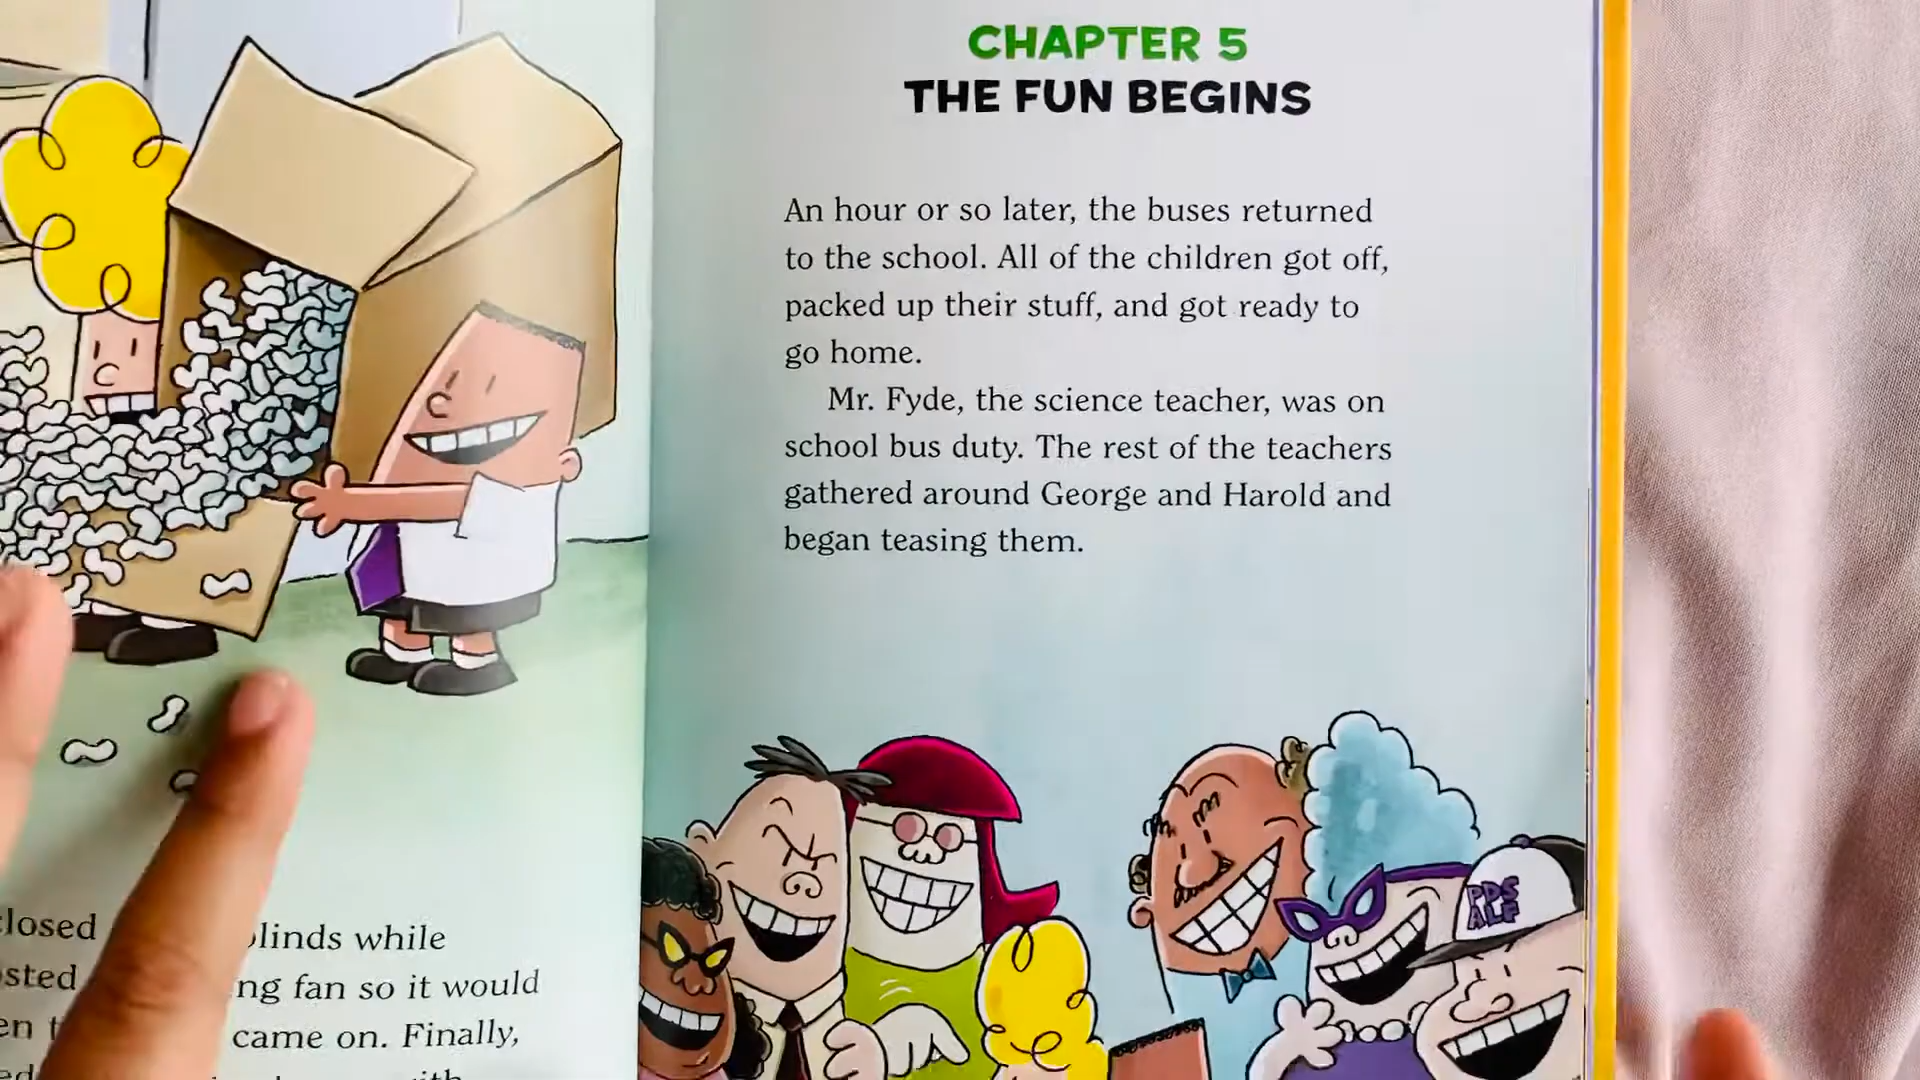 closed
blinds while
ng fan so it would
came on. Finally,
CHAPTER 5
THE FUN BEGINS
An hour or so later, the buses returned
to the school. All of the children got off,
packed up their stuff, and got ready to
go home.
Mr. Fyde, the science teacher, was on
school bus duty. The rest of the teachers
gathered around George and Harold and
began teasing them.
PDS
ALF